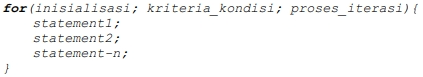 for(inisialisasi; kriteria_kondisi; proses_iterasi){
    statement1;
    statement2;
    statement-n;
}